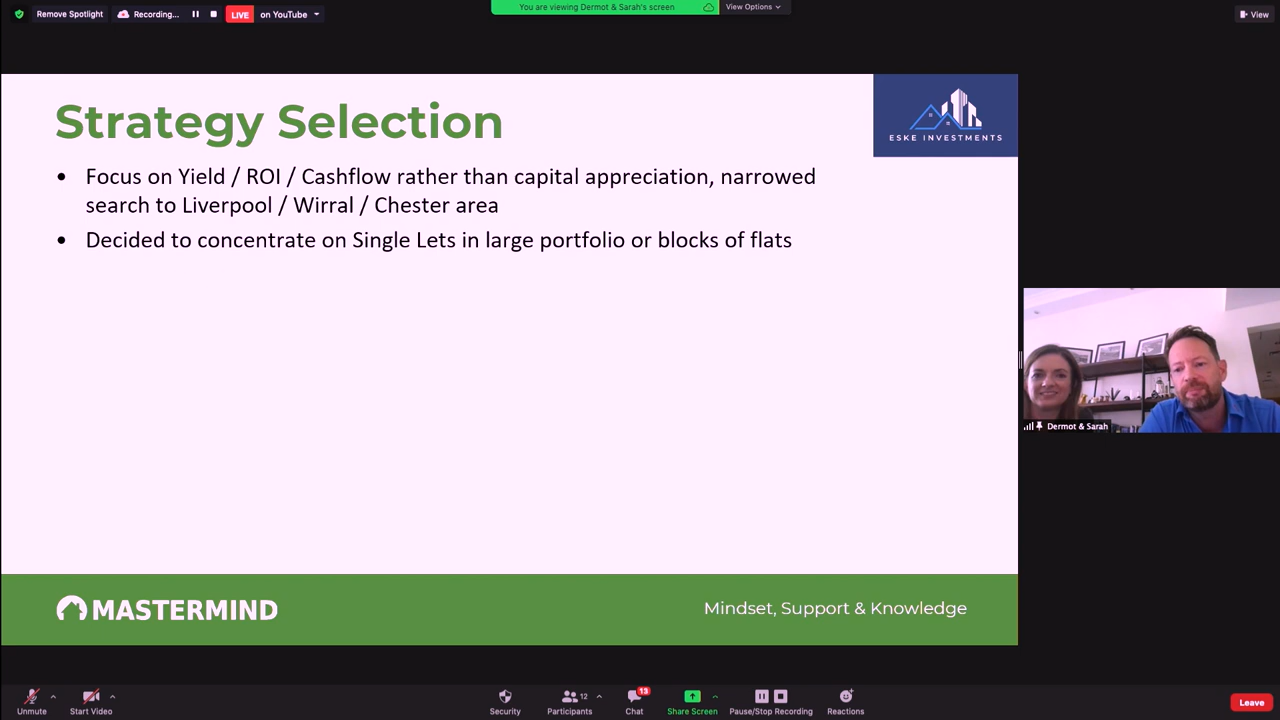 Remove Spotlight
Recording...
LIVE
on YouTube
You are viewing Dermot & Sarah's screen
View Options
View
Strategy Selection
ESKE INVESTMENTS
• Focus on Yield / ROI / Cashflow rather than capital appreciation, narrowed
search to Liverpool / Wirral / Chester area
• Decided to concentrate on Single Lets in large portfolio or blocks of flats
Dermot & Sarah
MASTERMIND
Mindset, Support & Knowledge
Unmute
Start Video
Security
12
Participants
13
Chat
Share Screen
Pause/Stop Recording
Reactions
Leave